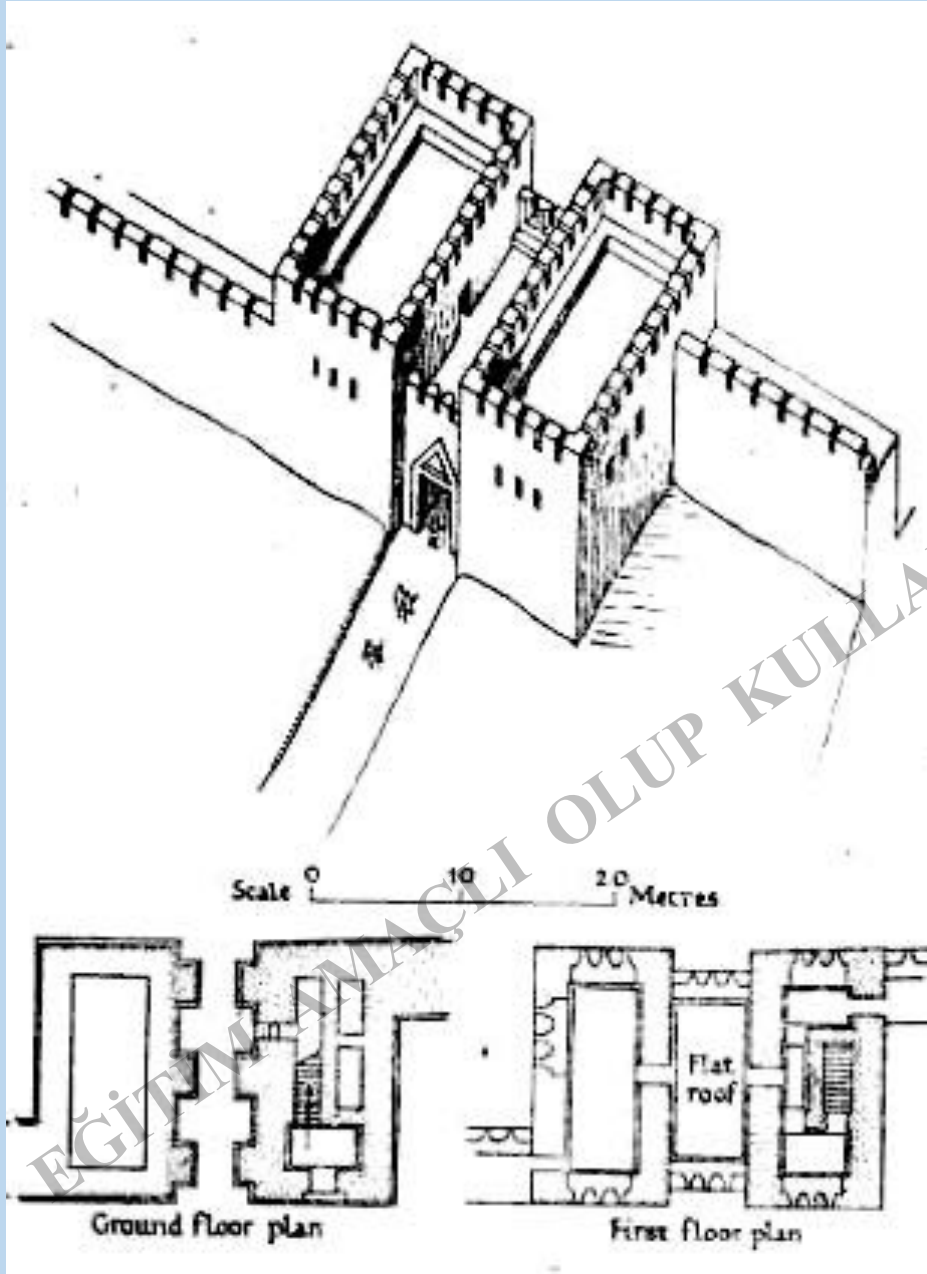 Scale 0 10 20 Metres
Flat
roof
Ground floor plan
First floor plan
EĞİTİM AMAÇLI OLUP KULLA